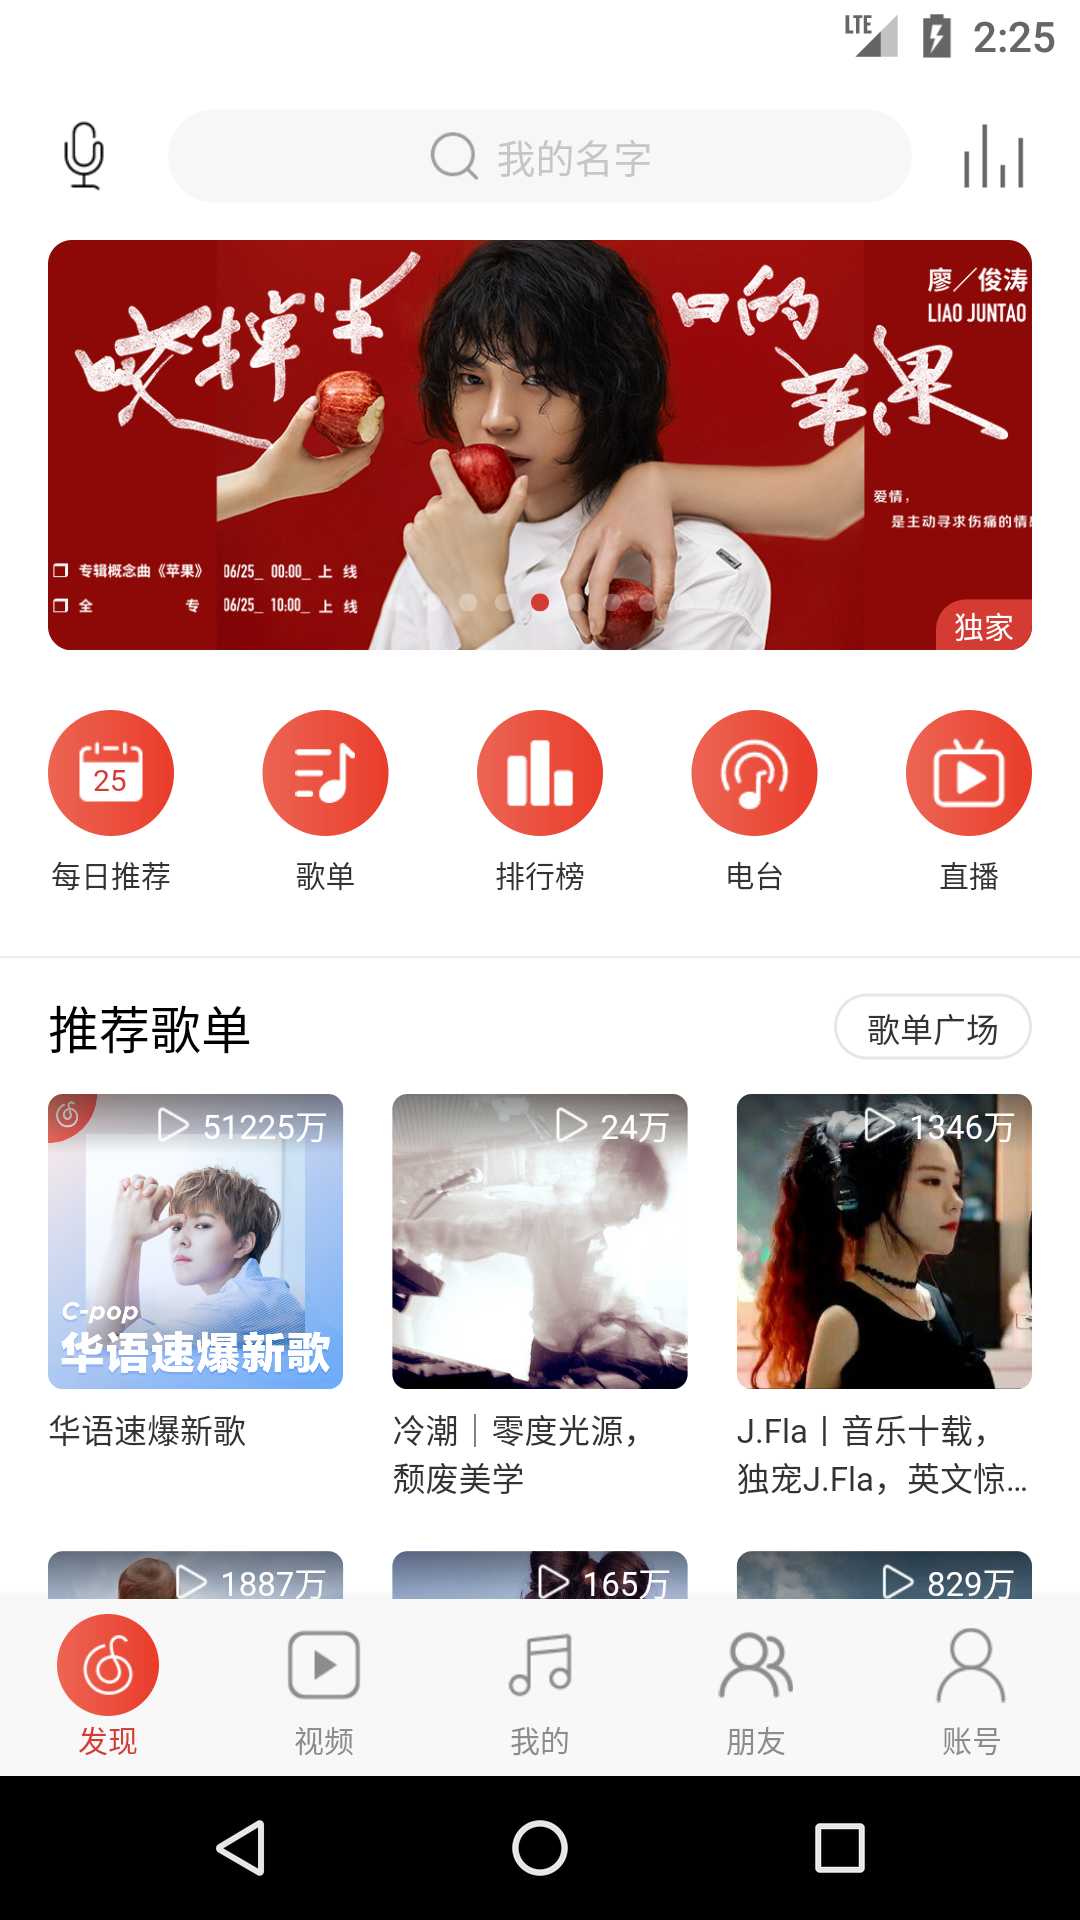 LTE 2:25
我的名字
咬掉半口的苹果
廖／俊涛
LIAO JUNTAO
爱情，
是主动寻求伤痛的情
专辑概念曲《苹果》 06/25_ 00:00_ 上 线
全 专 06/25_ 10:00_ 上 线
独家
25
每日推荐 歌单 排行榜 电台 直播
推荐歌单 歌单广场
51225万 24万 1346万
C-pop
华语速爆新歌
华语速爆新歌
冷潮｜零度光源，
颓废美学
J.Fla丨音乐十载，
独宠J.Fla，英文惊...
1887万 165万 829万
发现 视频 我的 朋友 账号